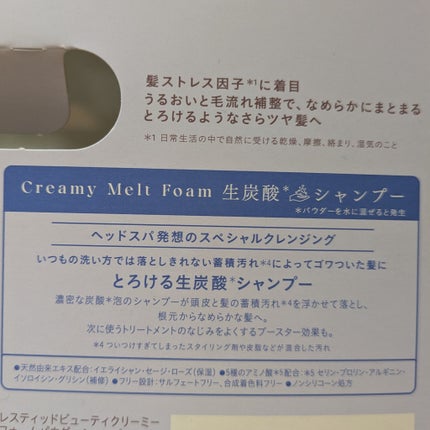 髪ストレス因子*1に着目
うるおいと毛流れ補整で、なめらかにまとまる
とろけるようなさらツヤ髪へ
*1 日常生活の中で自然に受ける乾燥、摩擦、絡まり、湿気のこと
Creamy Melt Foam 生炭酸*シャンプー
*パウダーを水に混ぜると発生
ヘッドスパ発想のスペシャルクレンジング
いつもの洗い方では落としきれない蓄積汚れ*4によってゴワついた髪に
とろける生炭酸*シャンプー
濃密な炭酸*泡のシャンプーが頭皮と髪の蓄積汚れ*4を浮かせて落とし、
根元からなめらかな髪へ。
次に使うトリートメントのなじみをよくするブースター効果も。
*4 ついつけすぎてしまったスタイリング剤や皮脂などが混合した汚れ
●天然由来エキス配合:イエライシャン・セージ・ローズ(保湿) ●5種のアミノ酸*5配合:*5 セリン・プロリン・アルギニン・
イソロイシン・グリシン(補修) ●フリー設計:サルフェートフリー、合成着色料フリー ●ノンシリコーン処方
レスティッドビューティクリーミー